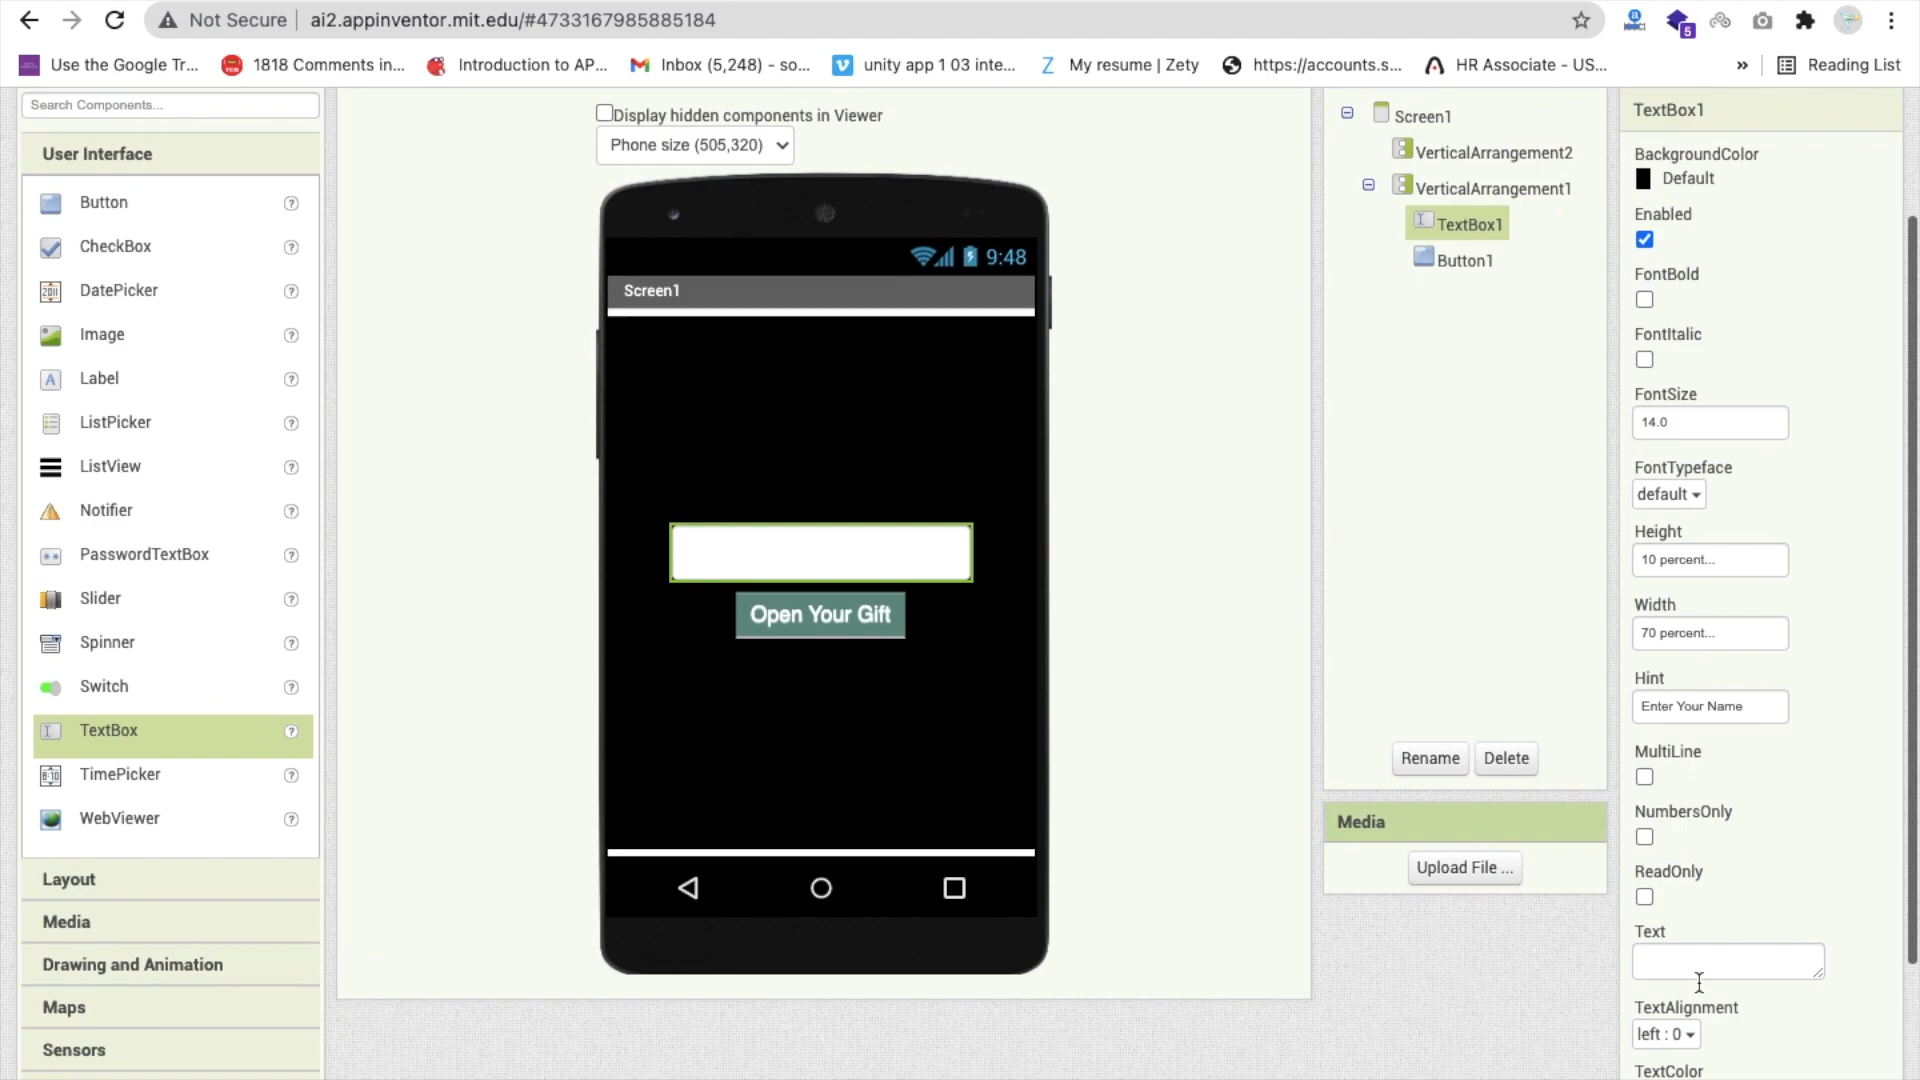 Not Secure | ai2.appinventor.mit.edu/#4733167985885184
5
Use the Google Tr... 1818 Comments in... Introduction to AP... Inbox (5,248) - so... unity app 1 03 inte... My resume | Zety https://accounts.s... HR Associate - US... » Reading List
Search Components...
User Interface
Button ?
CheckBox ?
DatePicker ?
Image ?
Label ?
ListPicker ?
ListView ?
Notifier ?
PasswordTextBox ?
Slider ?
Spinner ?
Switch ?
TextBox ?
TimePicker ?
WebViewer ?
Layout
Media
Drawing and Animation
Maps
Sensors
Display hidden components in Viewer
Phone size (505,320)
9:48
Screen1
Open Your Gift
Screen1
VerticalArrangement2
VerticalArrangement1
TextBox1
Button1
Rename Delete
Media
Upload File ...
TextBox1
BackgroundColor
Default
Enabled
FontBold
FontItalic
FontSize
14.0
FontTypeface
default
Height
10 percent...
Width
70 percent...
Hint
Enter Your Name
MultiLine
NumbersOnly
ReadOnly
Text
TextAlignment
left : 0
TextColor